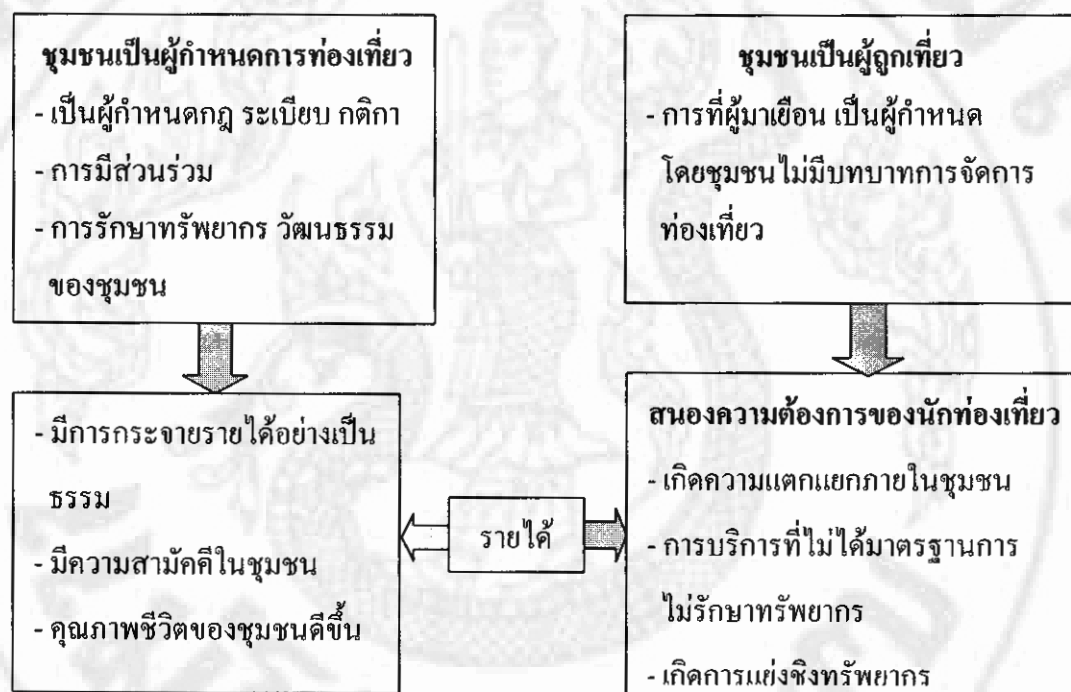 ชุมชนเป็นผู้กำหนดการท่องเที่ยว
- เป็นผู้กำหนดกฎ ระเบียบ กติกา
- การมีส่วนร่วม
- การรักษาทรัพยากร วัฒนธรรม
ของชุมชน
ชุมชนเป็นผู้ถูกเที่ยว
- การที่ผู้มาเยือน เป็นผู้กำหนด
โดยชุมชนไม่มีบทบาทการจัดการ
ท่องเที่ยว
- มีการกระจายรายได้อย่างเป็น
ธรรม
- มีความสามัคคีในชุมชน
- คุณภาพชีวิตของชุมชนดีขึ้น
รายได้
สนองความต้องการของนักท่องเที่ยว
- เกิดความแตกแยกภายในชุมชน
- การบริการที่ไม่ได้มาตรฐานการ
ไม่รักษาทรัพยากร
- เกิดการแย่งชิงทรัพยากร